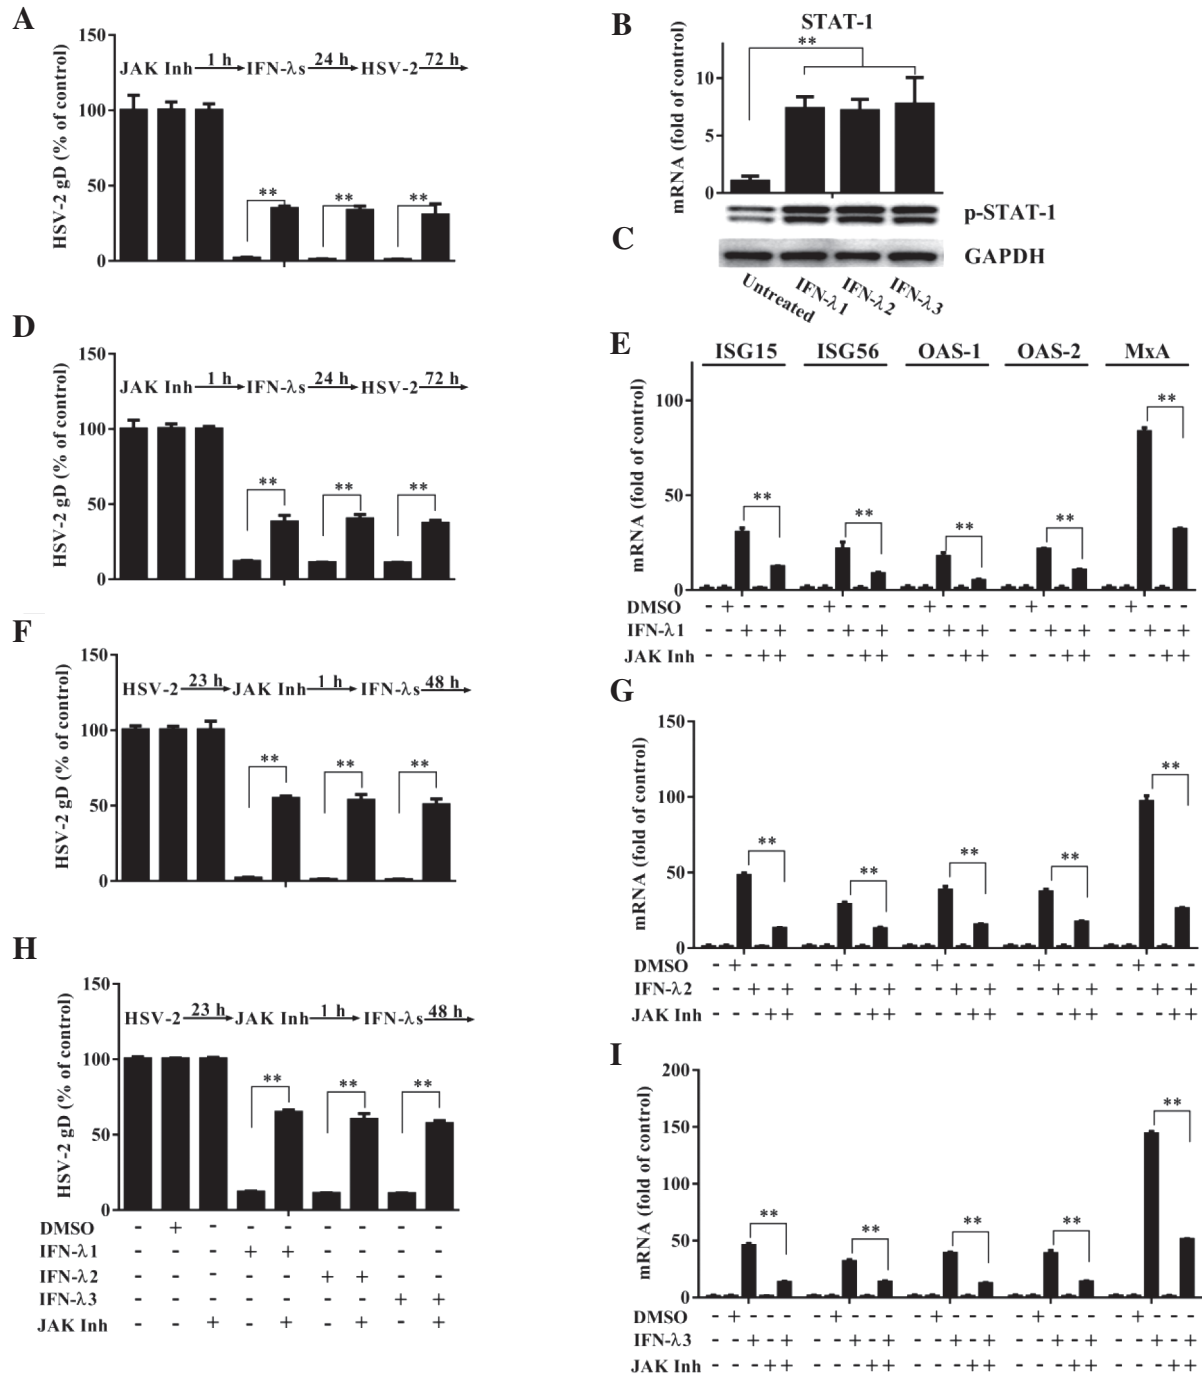 A
HSV-2 gD (% of control)
150
100
50
0
JAK Inh 1 h IFN-λs 24 h HSV-2 72 h
** ** **
B
STAT-1
mRNA (fold of control)
10
5
0
**
p-STAT-1
C
GAPDH
Untreated IFN-λ1 IFN-λ2 IFN-λ3
D
HSV-2 gD (% of control)
150
100
50
0
JAK Inh 1 h IFN-λs 24 h HSV-2 72 h
** ** **
E
ISG15 ISG56 OAS-1 OAS-2 MxA
mRNA (fold of control)
100
50
0
** ** ** ** **
DMSO - + - - - - + - - - - + - - - - + - - - - + - - -
IFN-λ1 - - + - + - - + - + - - + - + - - + - + - - + - +
JAK Inh - - - + + - - - + + - - - + + - - - + + - - - + +
F
HSV-2 gD (% of control)
150
100
50
0
HSV-2 23 h JAK Inh 1 h IFN-λs 48 h
** ** **
G
mRNA (fold of control)
150
100
50
0
** ** ** ** **
DMSO - + - - - - + - - - - + - - - - + - - - - + - - -
IFN-λ2 - - + - + - - + - + - - + - + - - + - + - - + - +
JAK Inh - - - + + - - - + + - - - + + - - - + + - - - + +
H
HSV-2 gD (% of control)
150
100
50
0
HSV-2 23 h JAK Inh 1 h IFN-λs 48 h
** ** **
DMSO - + - - - - - - -
IFN-λ1 - - - + + - - - -
IFN-λ2 - - - - - + + - -
IFN-λ3 - - - - - - - + +
JAK Inh - - + - + - + - +
I
mRNA (fold of control)
200
150
100
50
0
** ** ** ** **
DMSO - + - - - - + - - - - + - - - - + - - - - + - - -
IFN-λ3 - - + - + - - + - + - - + - + - - + - + - - + - +
JAK Inh - - - + + - - - + + - - - + + - - - + + - - - + +